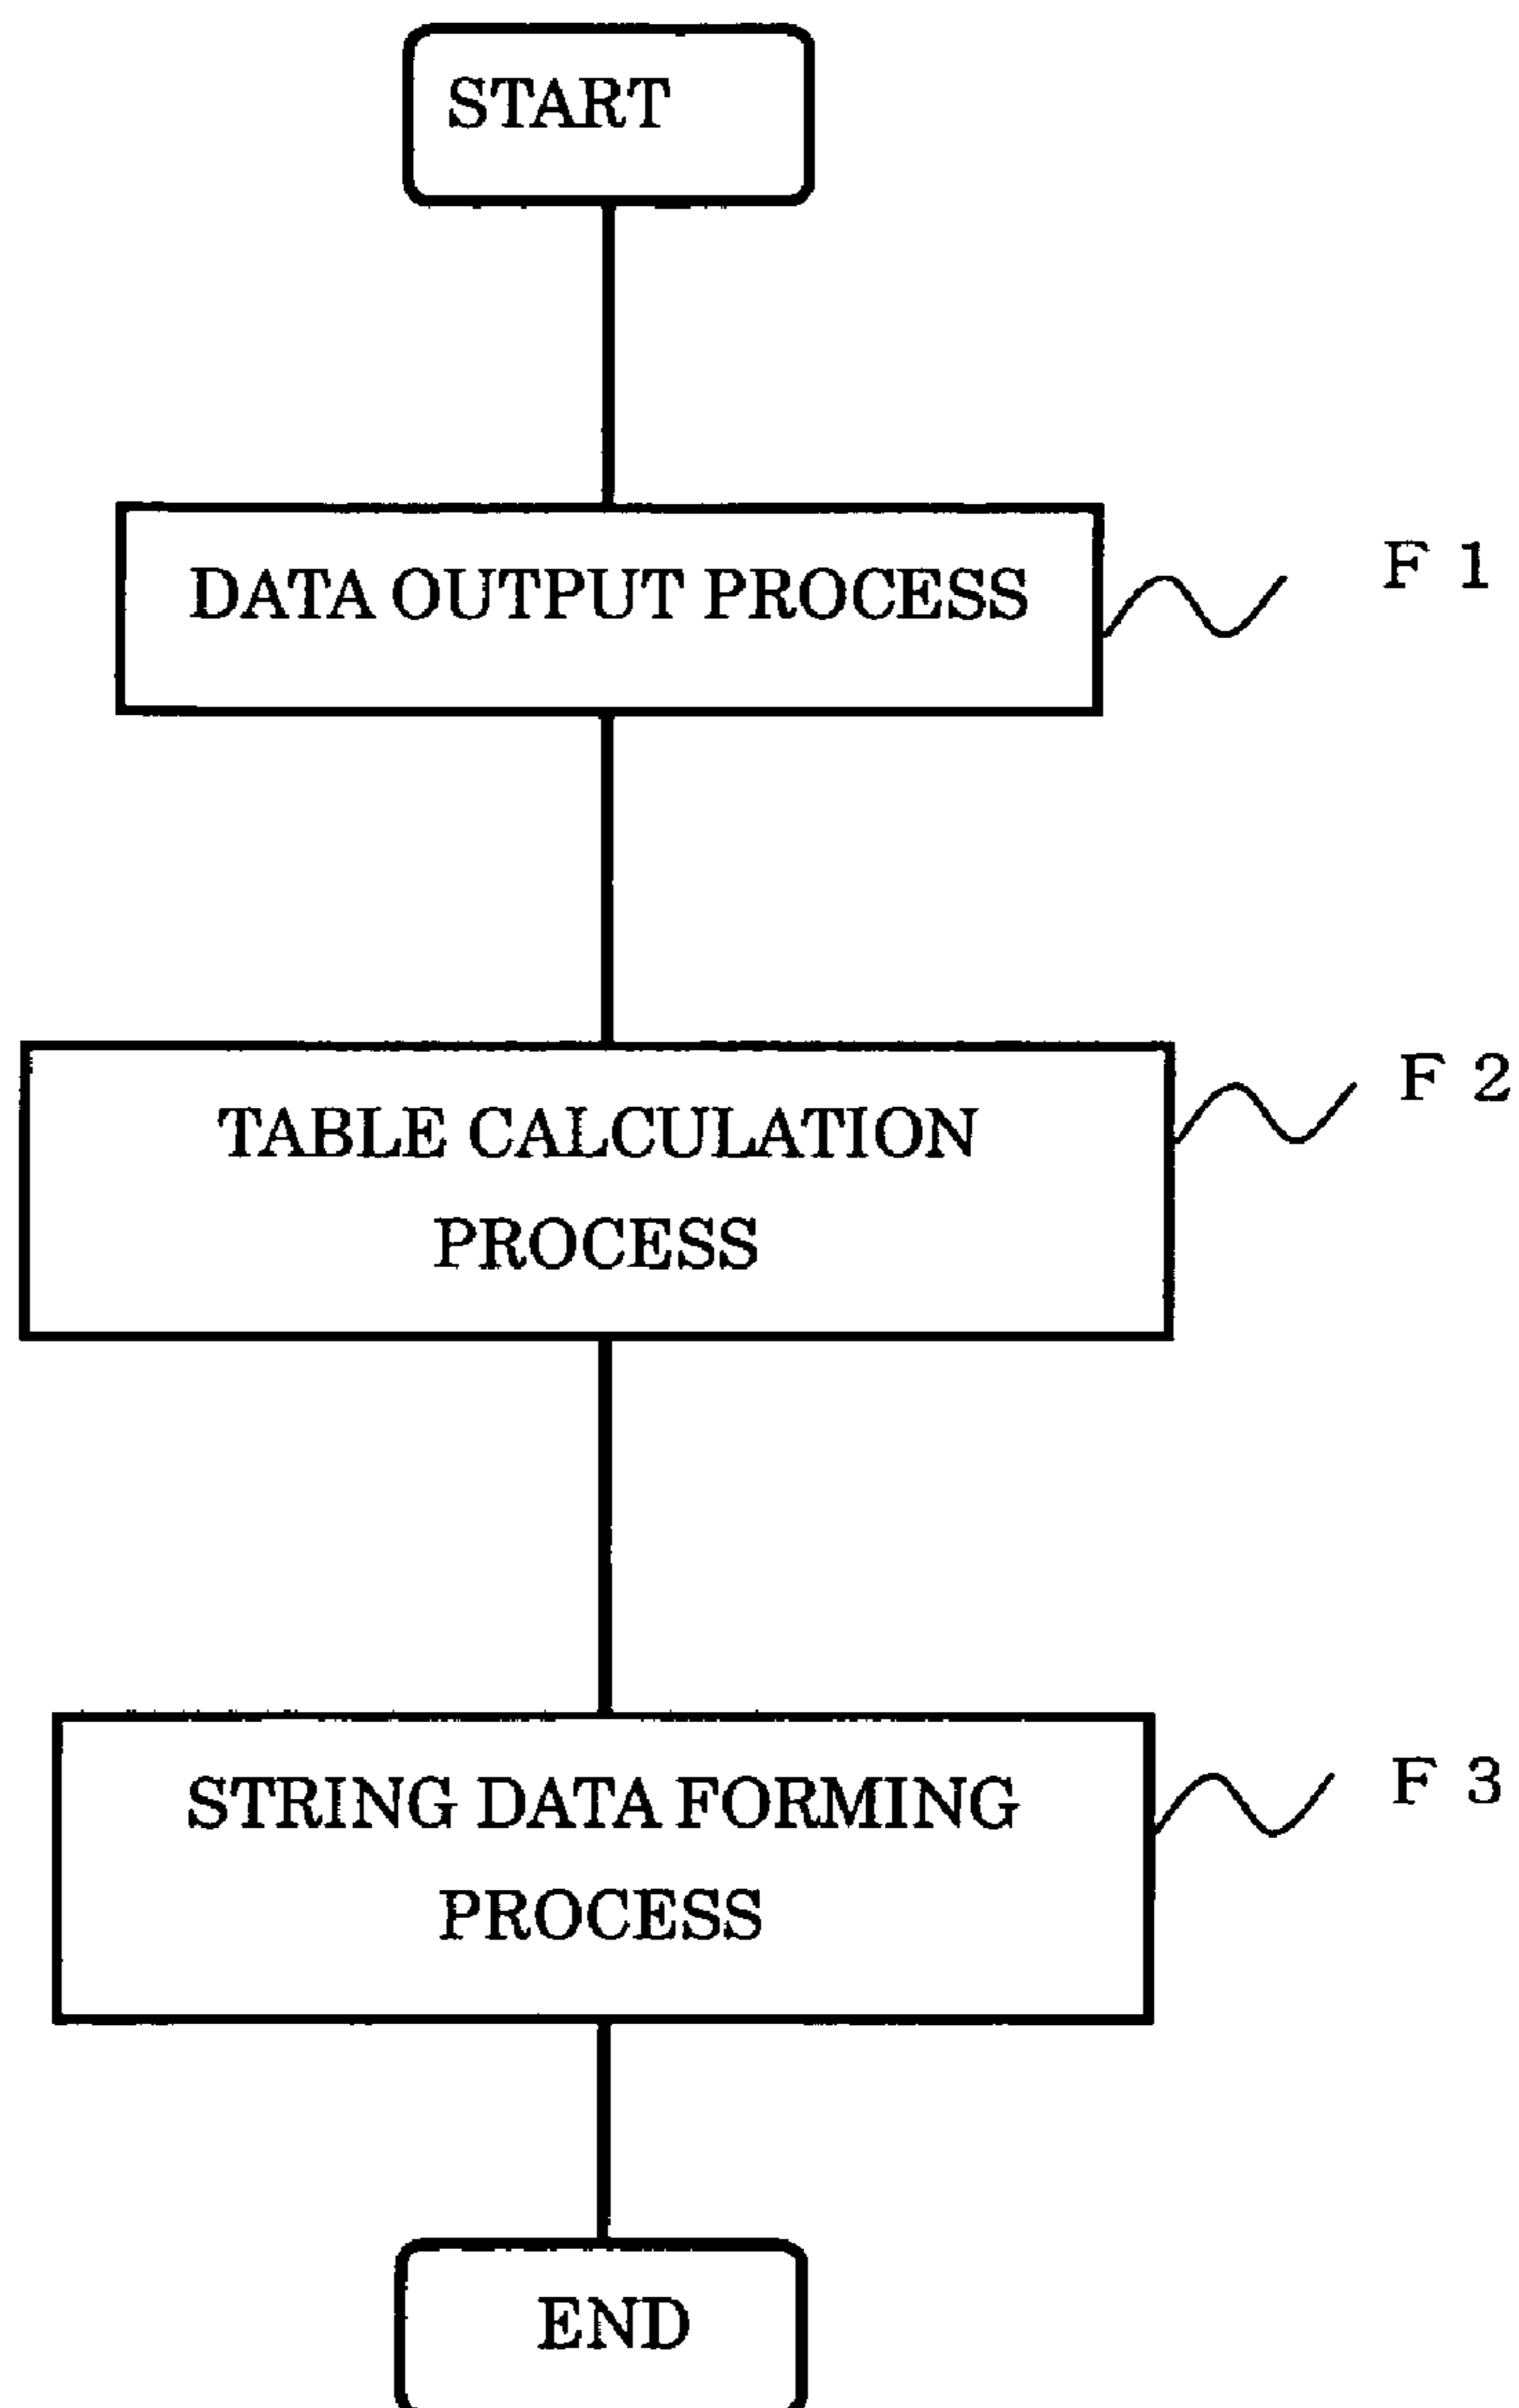 START
DATA OUTPUT PROCESS
F 1
TABLE CALCULATION
PROCESS
F 2
STRING DATA FORMING
PROCESS
F 3
END